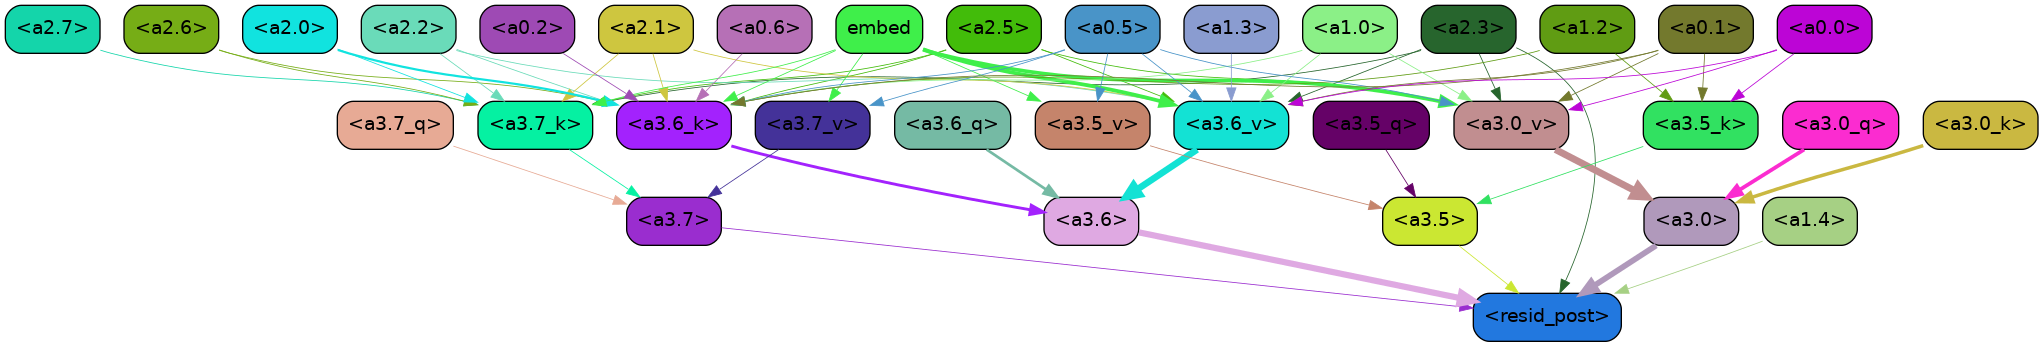 <a2.7> <a2.6> <a2.0> <a2.2> <a0.2> <a2.1> <a0.6> embed <a2.5> <a0.5> <a1.3> <a1.0> <a2.3> <a1.2> <a0.1> <a0.0>
<a3.7_q> <a3.7_k> <a3.6_k> <a3.7_v> <a3.6_q> <a3.5_v> <a3.6_v> <a3.5_q> <a3.0_v> <a3.5_k> <a3.0_q> <a3.0_k>
<a3.7> <a3.6> <a3.5> <a3.0> <a1.4>
<resid_post>